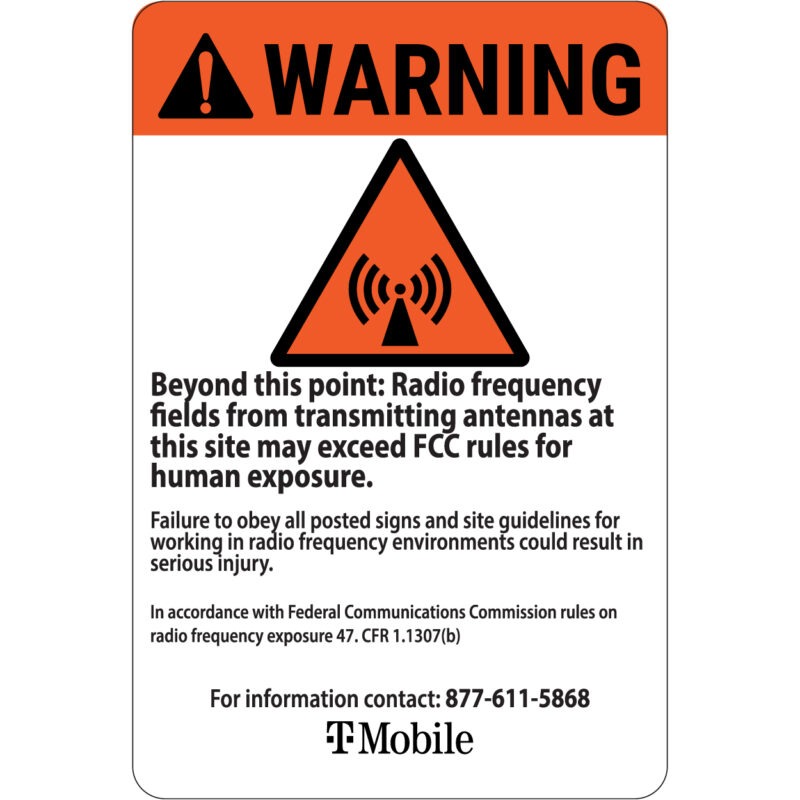 WARNING
Beyond this point: Radio frequency
fields from transmitting antennas at
this site may exceed FCC rules for
human exposure.
Failure to obey all posted signs and site guidelines for
working in radio frequency environments could result in
serious injury.
In accordance with Federal Communications Commission rules on
radio frequency exposure 47. CFR 1.1307(b)
For information contact: 877-611-5868
T Mobile